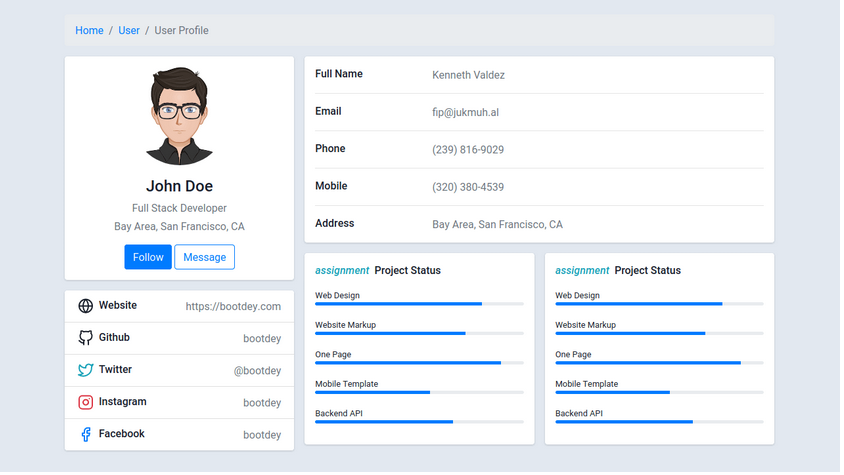 Home / User / User Profile
John Doe
Full Stack Developer
Bay Area, San Francisco, CA
Follow Message
Website https://bootdey.com
Github bootdey
Twitter @bootdey
Instagram bootdey
Facebook bootdey
Full Name Kenneth Valdez
Email fip@jukmuh.al
Phone (239) 816-9029
Mobile (320) 380-4539
Address Bay Area, San Francisco, CA
assignment Project Status
Web Design
Website Markup
One Page
Mobile Template
Backend API
assignment Project Status
Web Design
Website Markup
One Page
Mobile Template
Backend API